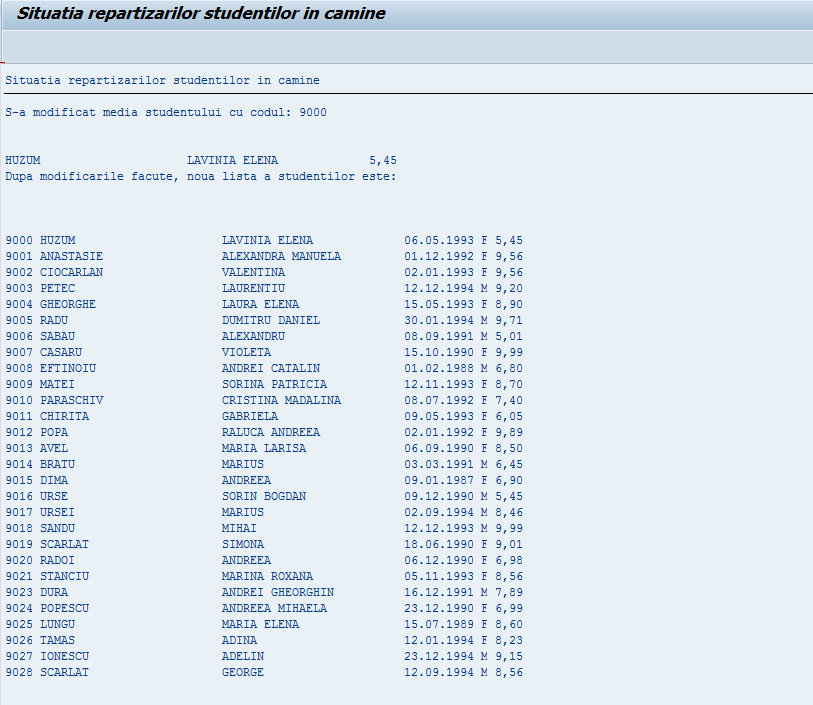 Situatia repartizarilor studentilor in camine
Situatia repartizarilor studentilor in camine
S-a modificat media studentului cu codul: 9000
HUZUM LAVINIA ELENA 5,45
Dupa modificarile facute, noua lista a studentilor este:
9000 HUZUM LAVINIA ELENA 06.05.1993 F 5,45
9001 ANASTASIE ALEXANDRA MANUELA 01.12.1992 F 9,56
9002 CIOCARLAN VALENTINA 02.01.1993 F 9,56
9003 PETEC LAURENTIU 12.12.1994 M 9,20
9004 GHEORGHE LAURA ELENA 15.05.1993 F 8,90
9005 RADU DUMITRU DANIEL 30.01.1994 M 9,71
9006 SABAU ALEXANDRU 08.09.1991 M 5,01
9007 CASARU VIOLETA 15.10.1990 F 9,99
9008 EFTINOIU ANDREI CATALIN 01.02.1988 M 6,80
9009 MATEI SORINA PATRICIA 12.11.1993 F 8,70
9010 PARASCHIV CRISTINA MADALINA 08.07.1992 F 7,40
9011 CHIRITA GABRIELA 09.05.1993 F 6,05
9012 POPA RALUCA ANDREEA 02.01.1992 F 9,89
9013 AVEL MARIA LARISA 06.09.1990 F 8,50
9014 BRATU MARIUS 03.03.1991 M 6,45
9015 DIMA ANDREEA 09.01.1987 F 6,90
9016 URSE SORIN BOGDAN 09.12.1990 M 5,45
9017 URSEI MARIUS 02.09.1994 M 8,46
9018 SANDU MIHAI 12.12.1993 M 9,99
9019 SCARLAT SIMONA 18.06.1990 F 9,01
9020 RADOI ANDREEA 06.12.1990 F 6,98
9021 STANCIU MARINA ROXANA 05.11.1993 F 8,56
9023 DURA ANDREI GHEORGHIN 16.12.1991 M 7,89
9024 POPESCU ANDREEA MIHAELA 23.12.1990 F 6,99
9025 LUNGU MARIA ELENA 15.07.1989 F 8,60
9026 TAMAS ADINA 12.01.1994 F 8,23
9027 IONESCU ADELIN 23.12.1994 M 9,15
9028 SCARLAT GEORGE 12.09.1994 M 8,56